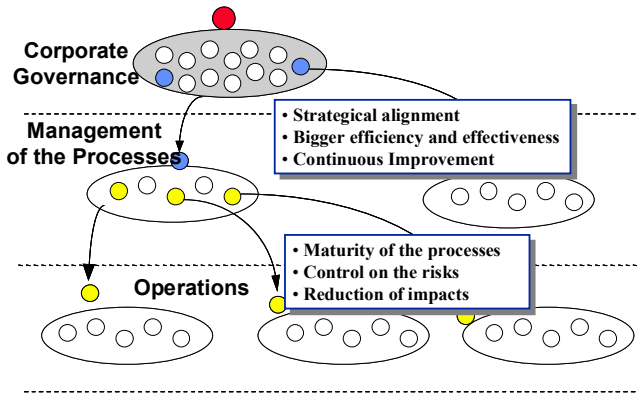 Corporate
Governance
• Strategical alignment
• Bigger efficiency and effectiveness
• Continuous Improvement
Management
of the Processes
• Maturity of the processes
• Control on the risks
• Reduction of impacts
Operations